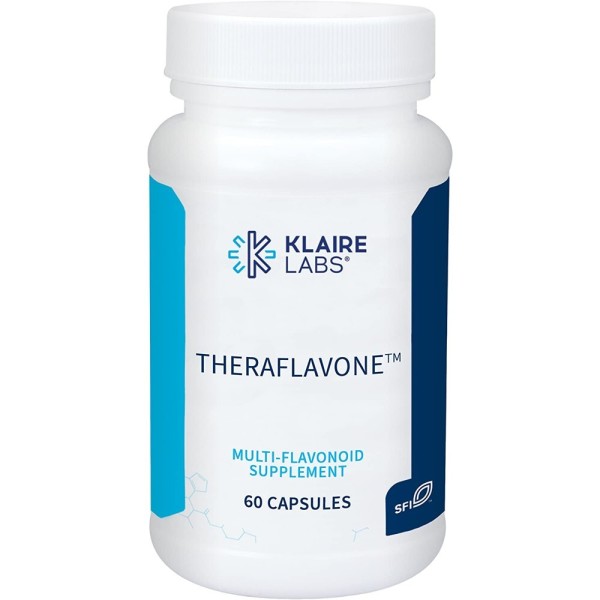 KLAIRE
LABS®
THERAFLAVONE™
MULTI-FLAVONOID
SUPPLEMENT
60 CAPSULES
SFI